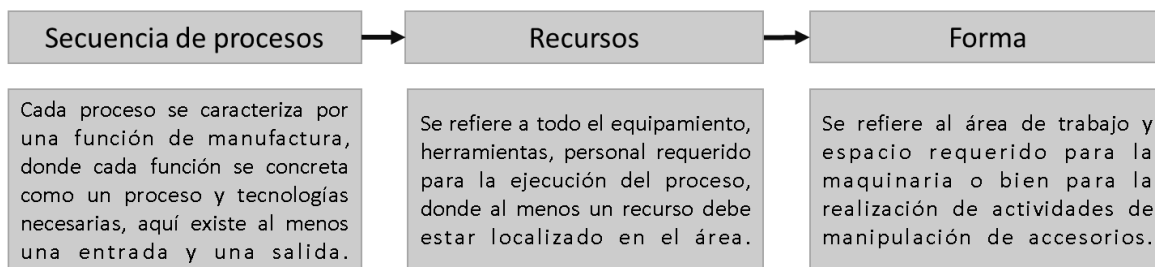 Secuencia de procesos
Recursos
Forma
Cada proceso se caracteriza por
una función de manufactura,
donde cada función se concreta
como un proceso y tecnologías
necesarias, aquí existe al menos
una entrada y una salida.
Se refiere a todo el equipamiento,
herramientas, personal requerido
para la ejecución del proceso,
donde al menos un recurso debe
estar localizado en el área.
Se refiere al área de trabajo y
espacio requerido para la
maquinaria o bien para la
realización de actividades de
manipulación de accesorios.